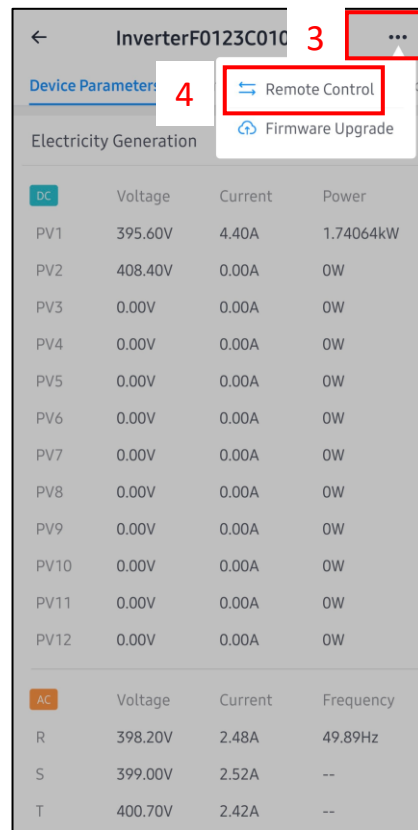 InverterF0123C010 3 •••
Device Parameters 4 Remote Control
Firmware Upgrade
Electricity Generation
DC Voltage Current Power
PV1 395.60V 4.40A 1.74064kW
PV2 408.40V 0.00A 0W
PV3 0.00V 0.00A 0W
PV4 0.00V 0.00A 0W
PV5 0.00V 0.00A 0W
PV6 0.00V 0.00A 0W
PV7 0.00V 0.00A 0W
PV8 0.00V 0.00A 0W
PV9 0.00V 0.00A 0W
PV10 0.00V 0.00A 0W
PV11 0.00V 0.00A 0W
PV12 0.00V 0.00A 0W
AC Voltage Current Frequency
R 398.20V 2.48A 49.89Hz
S 399.00V 2.52A --
T 400.70V 2.42A --